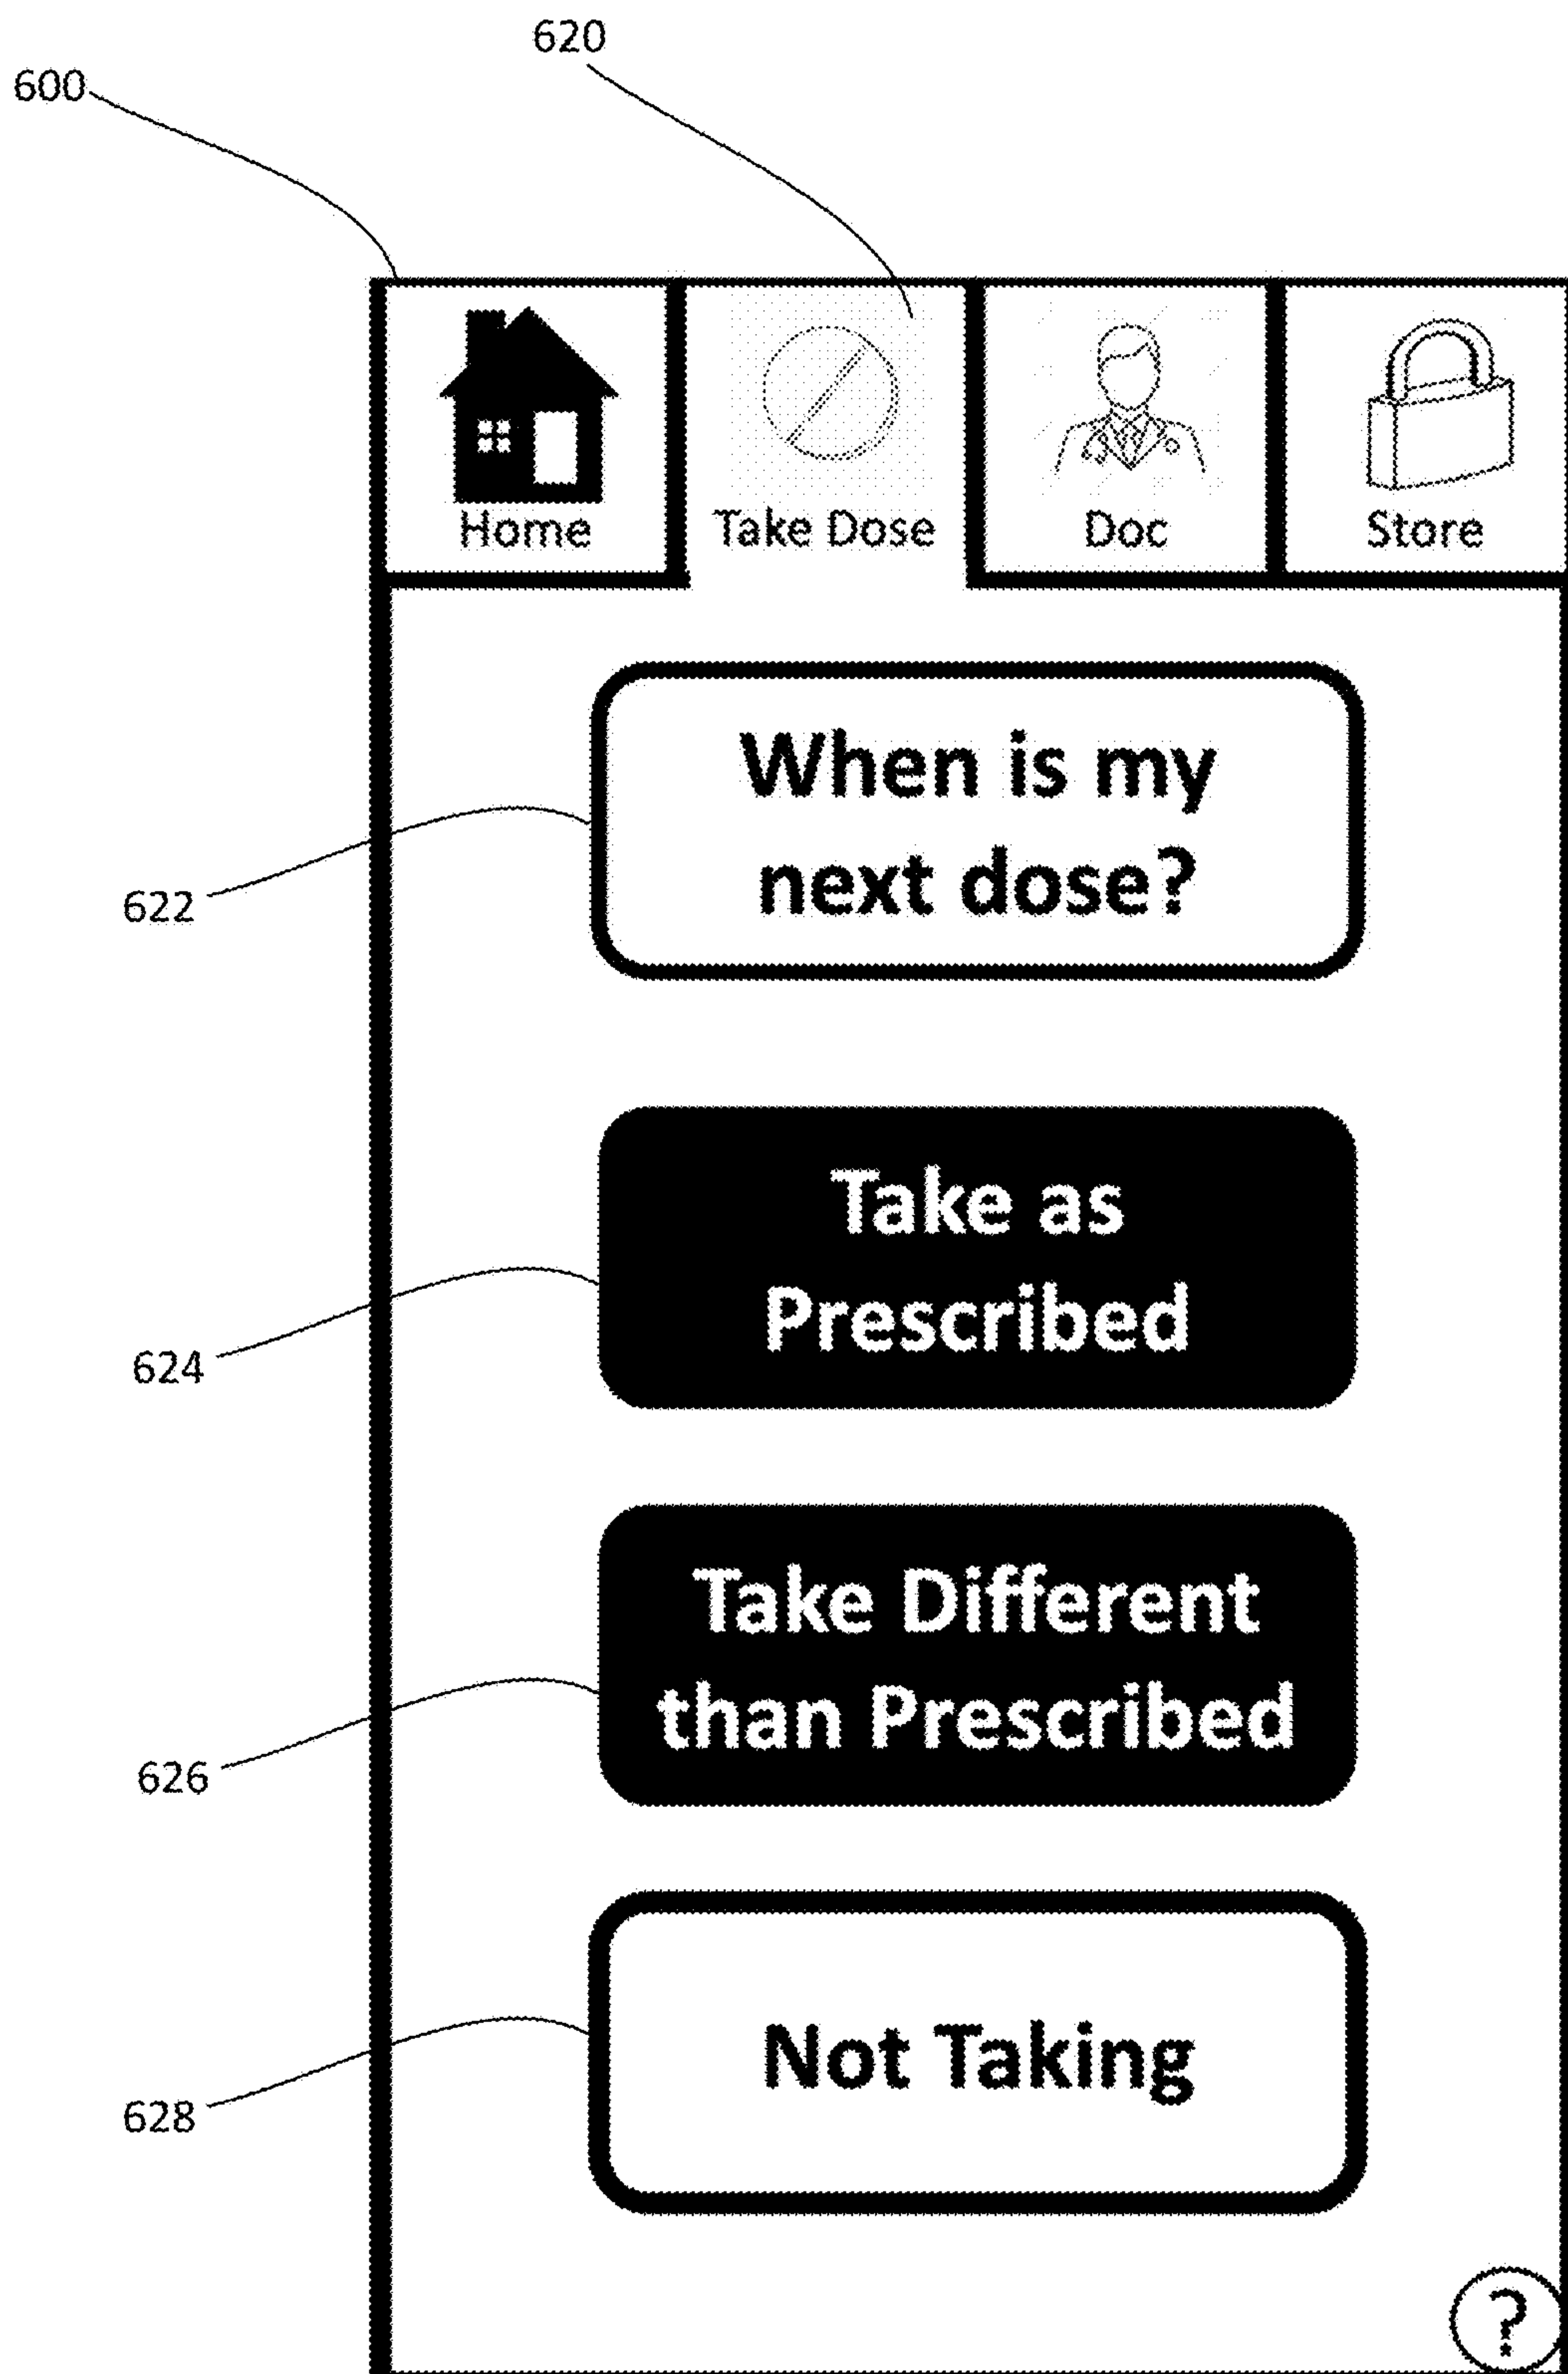 620
600
Home
Take Dose
Doc
Store
When is my
next dose?
622
Take as
Prescribed
624
Take Different
than Prescribed
626
Not Taking
628
?